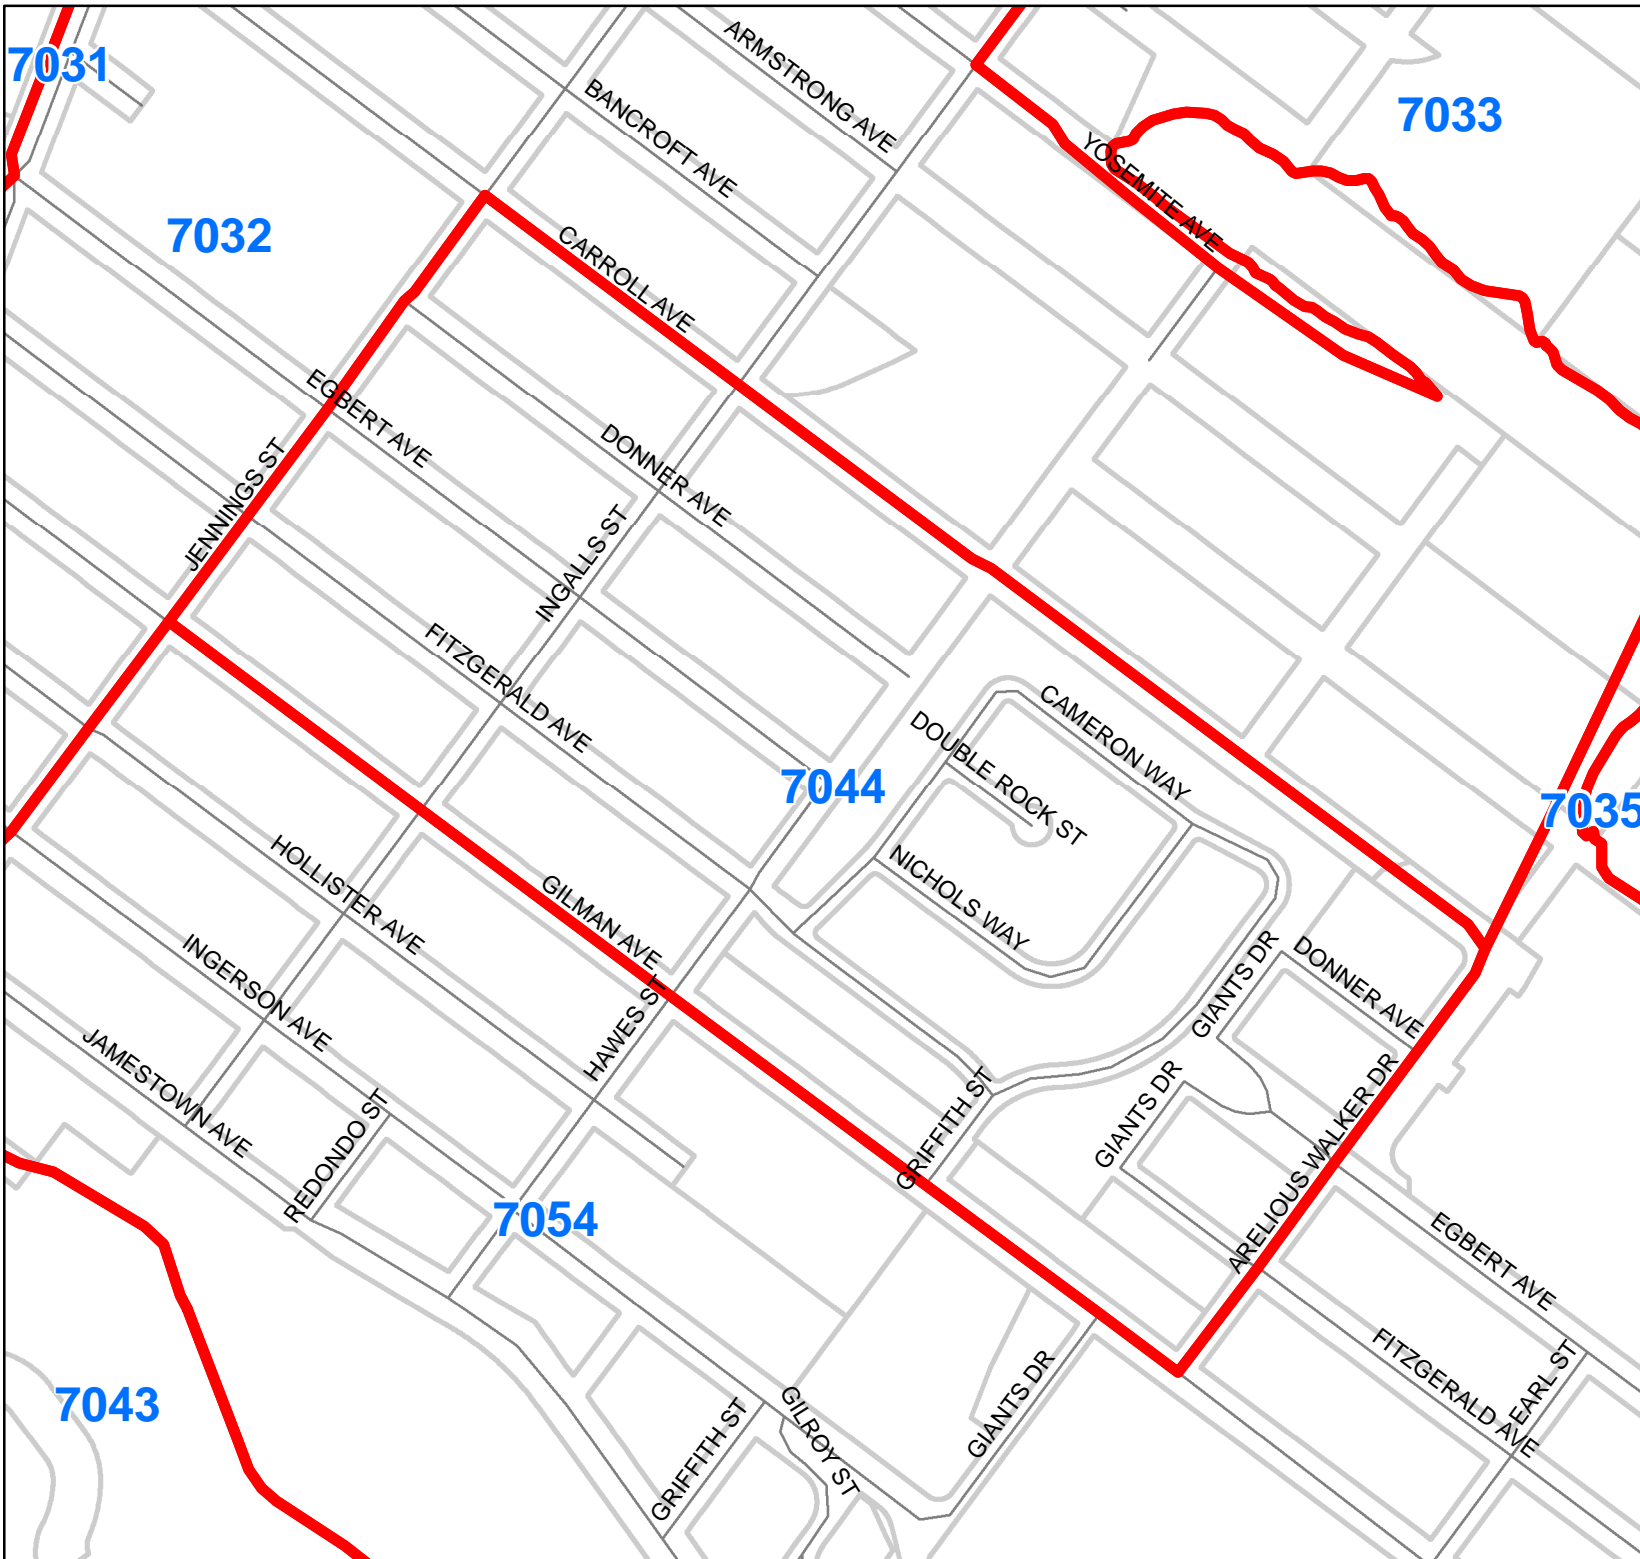 7031
ARMSTRONG AVE
BANCROFT AVE
7033
YOSEMITE AVE
7032
CARROLL AVE
EGBERT AVE
DONNER AVE
JENNINGS ST
INGALLS ST
FITZGERALD AVE
CAMERON WAY
DOUBLE ROCK ST
7044
7035
NICHOLS WAY
HOLLISTER AVE
GILMAN AVE
INGERSON AVE
GIANTS DR
DONNER AVE
HAWES ST
JAMESTOWN AVE
REDONDO ST
GRIFFITH ST
GIANTS DR
ARELIOUS WALKER DR
7054
EGBERT AVE
FITZGERALD AVE
EARL ST
GIANTS DR
7043
GRIFFITH ST
GILROY ST